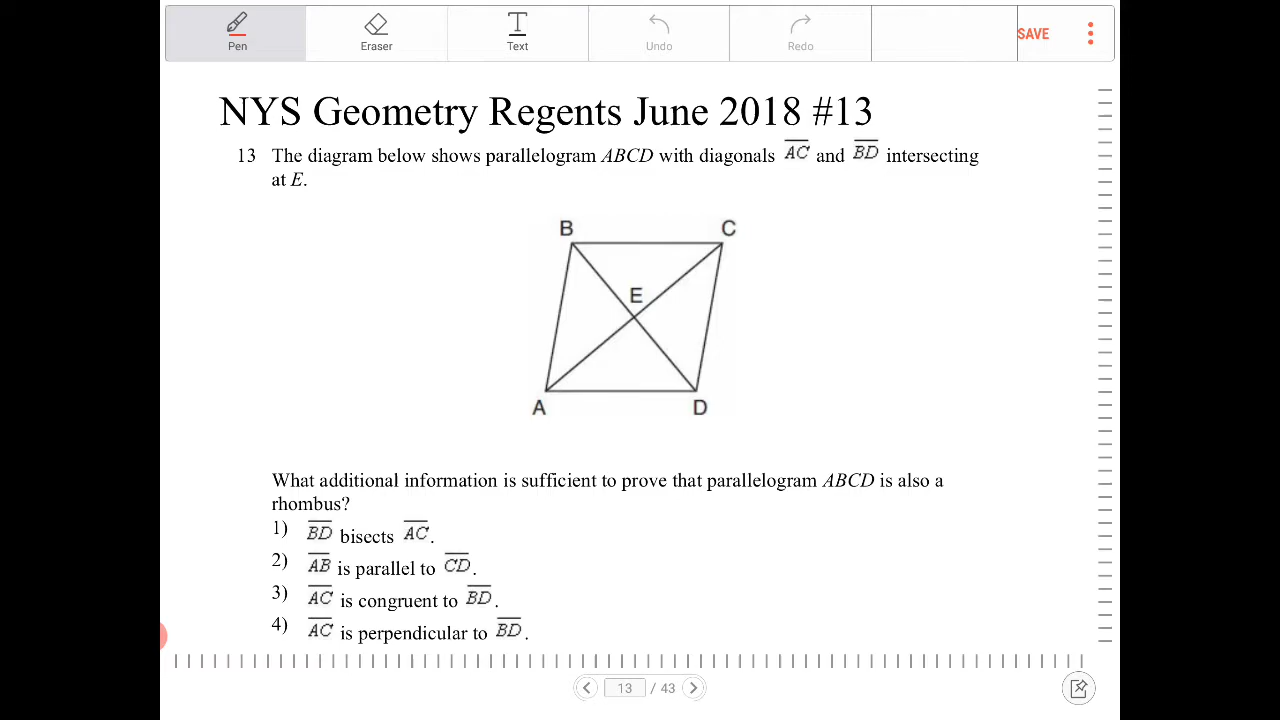 Pen Eraser Text Undo Redo SAVE
NYS Geometry Regents June 2018 #13
13 The diagram below shows parallelogram ABCD with diagonals AC and BD intersecting
at E.
B C
E
A D
What additional information is sufficient to prove that parallelogram ABCD is also a
rhombus?
1) BD bisects AC.
2) AB is parallel to CD.
3) AC is congruent to BD.
4) AC is perpendicular to BD.
13 / 43